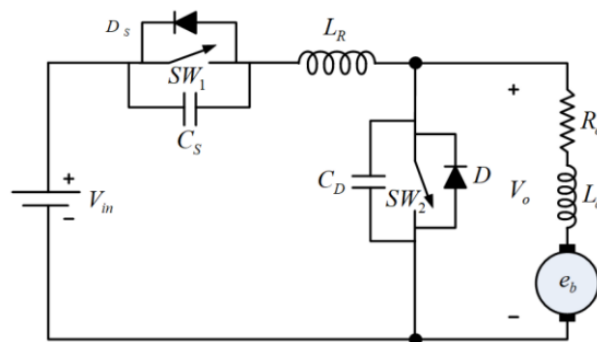 D_s
L_R
SW_1
C_S
+
V_in
−
C_D
SW_2
D
+
V_o
−
e_b